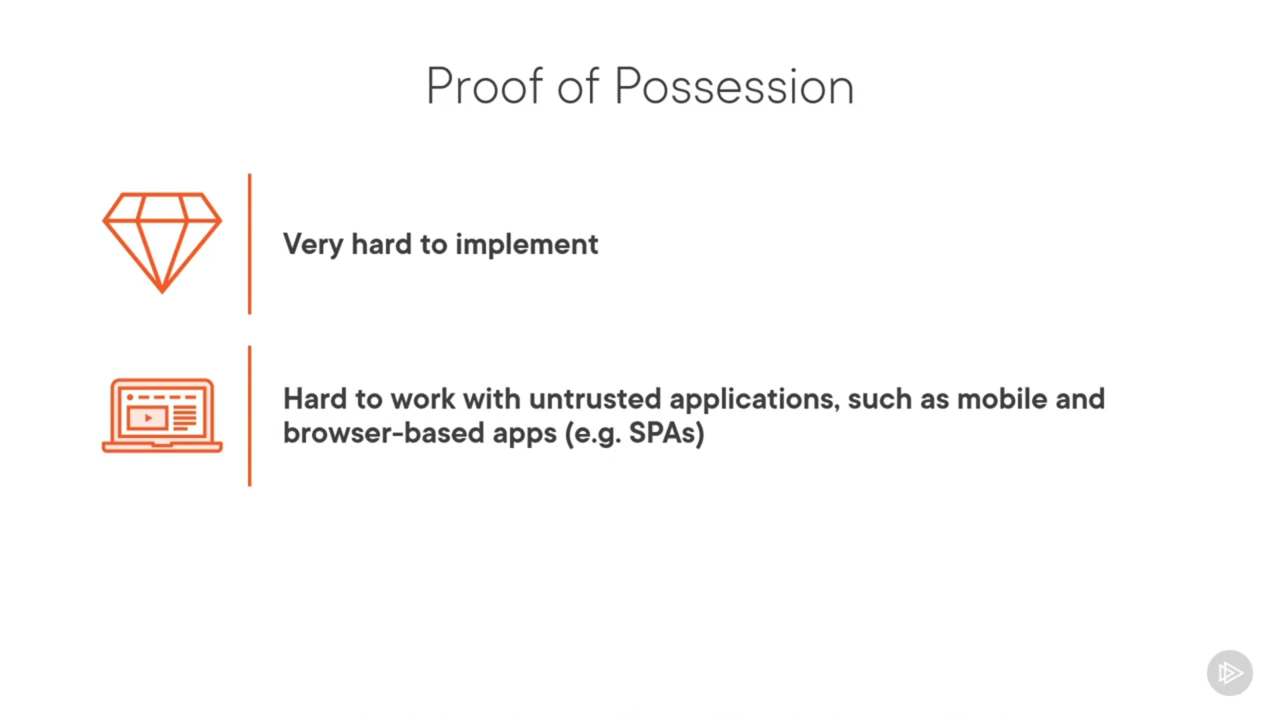 Proof of Possession
Very hard to implement
Hard to work with untrusted applications, such as mobile and
browser-based apps (e.g. SPAs)